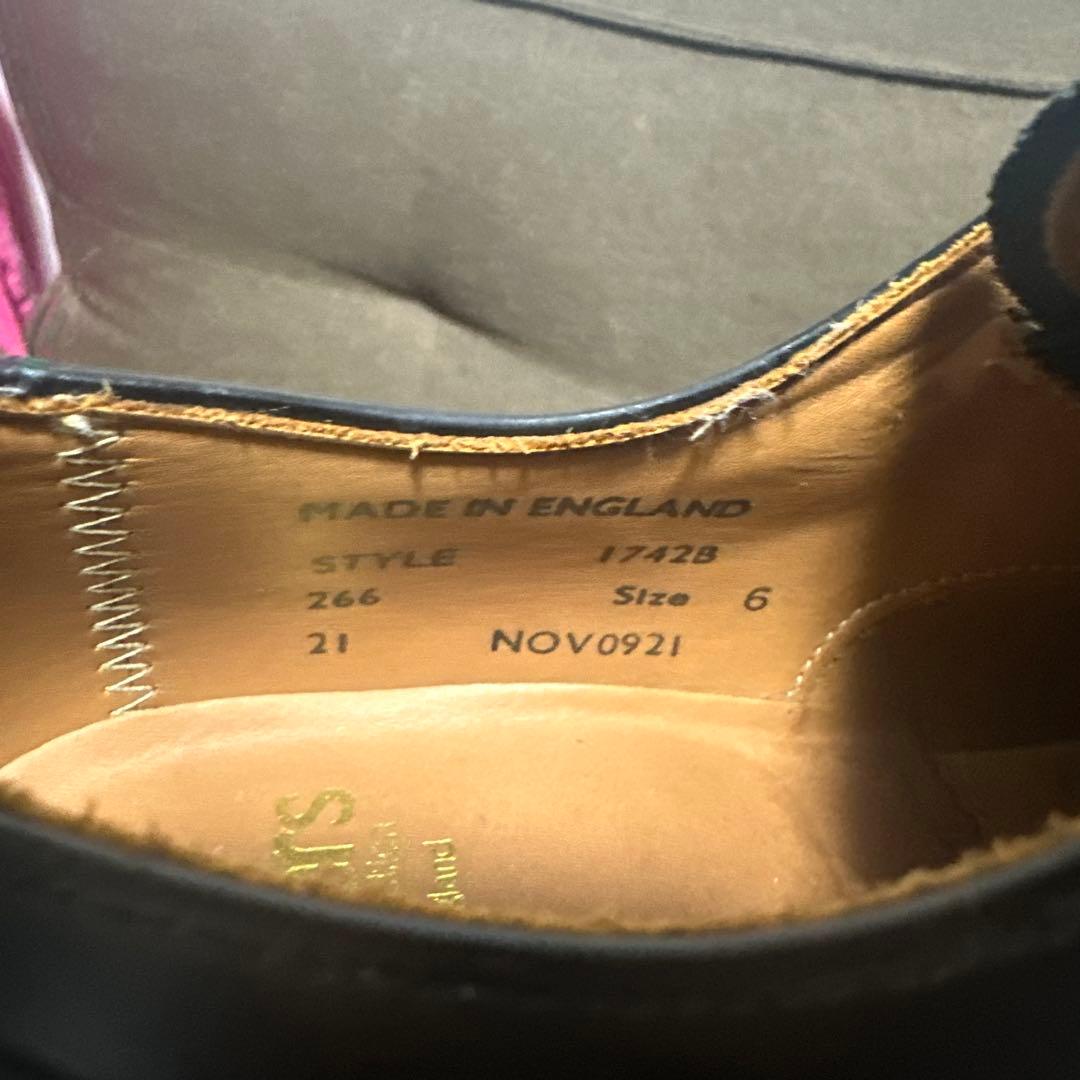 MADE IN ENGLAND
STYLE 1742B
266 Size 6
21 NOV0921